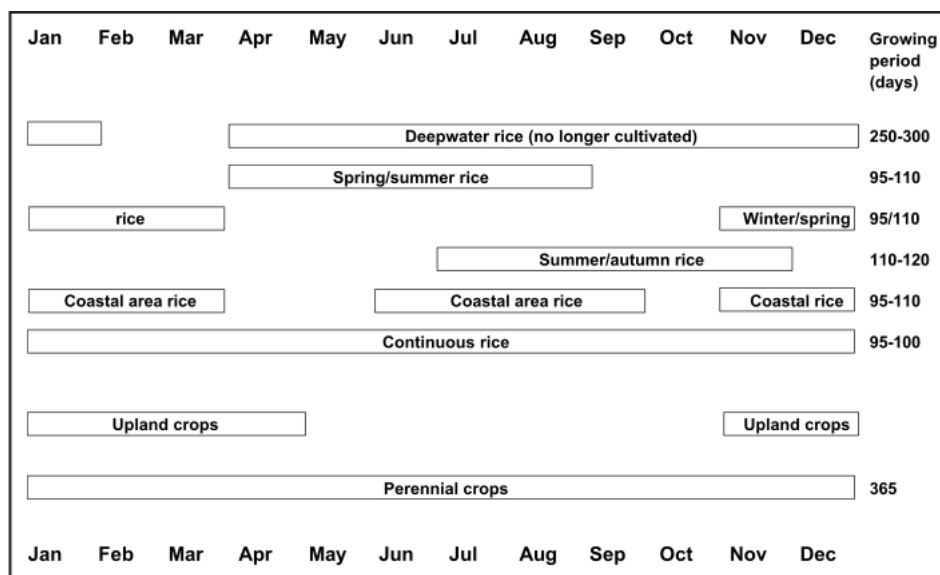 Jan Feb Mar Apr May Jun Jul Aug Sep Oct Nov Dec Growing
period
(days)
Deepwater rice (no longer cultivated) 250-300
Spring/summer rice 95-110
rice Winter/spring 95/110
Summer/autumn rice 110-120
Coastal area rice Coastal area rice Coastal rice 95-110
Continuous rice 95-100
Upland crops Upland crops
Perennial crops 365
Jan Feb Mar Apr May Jun Jul Aug Sep Oct Nov Dec